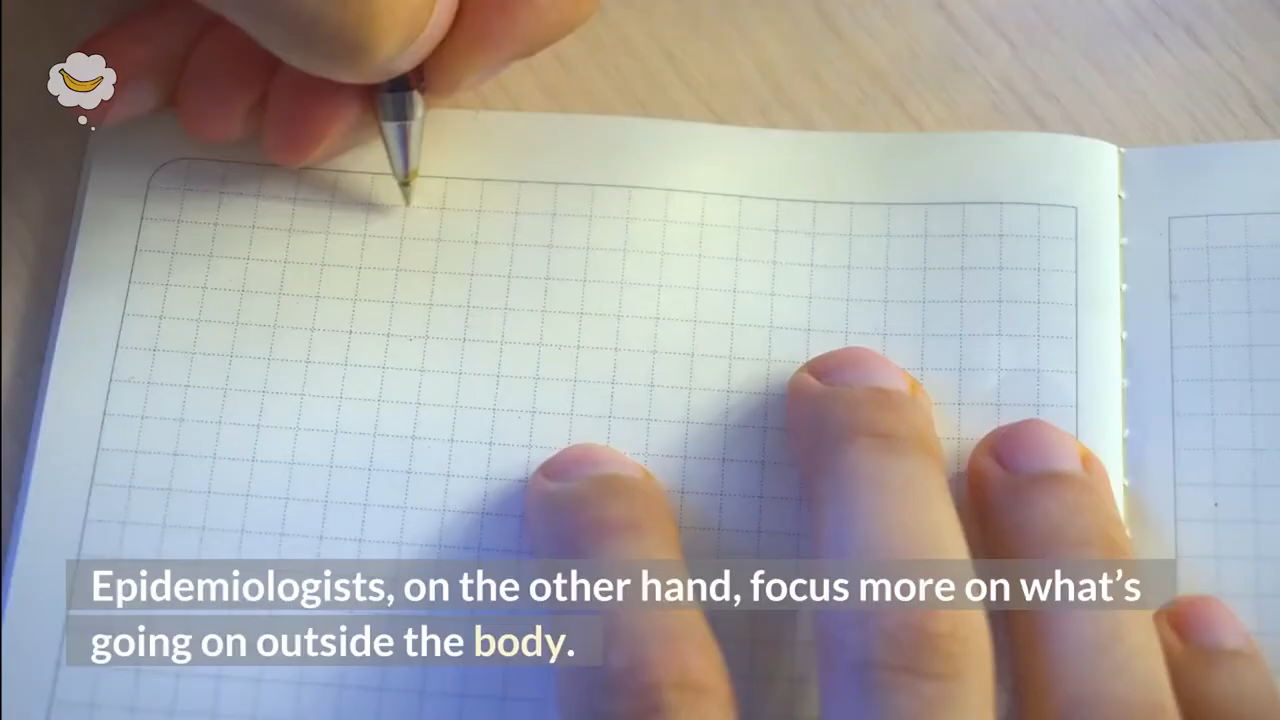 Epidemiologists, on the other hand, focus more on what's
going on outside the body.